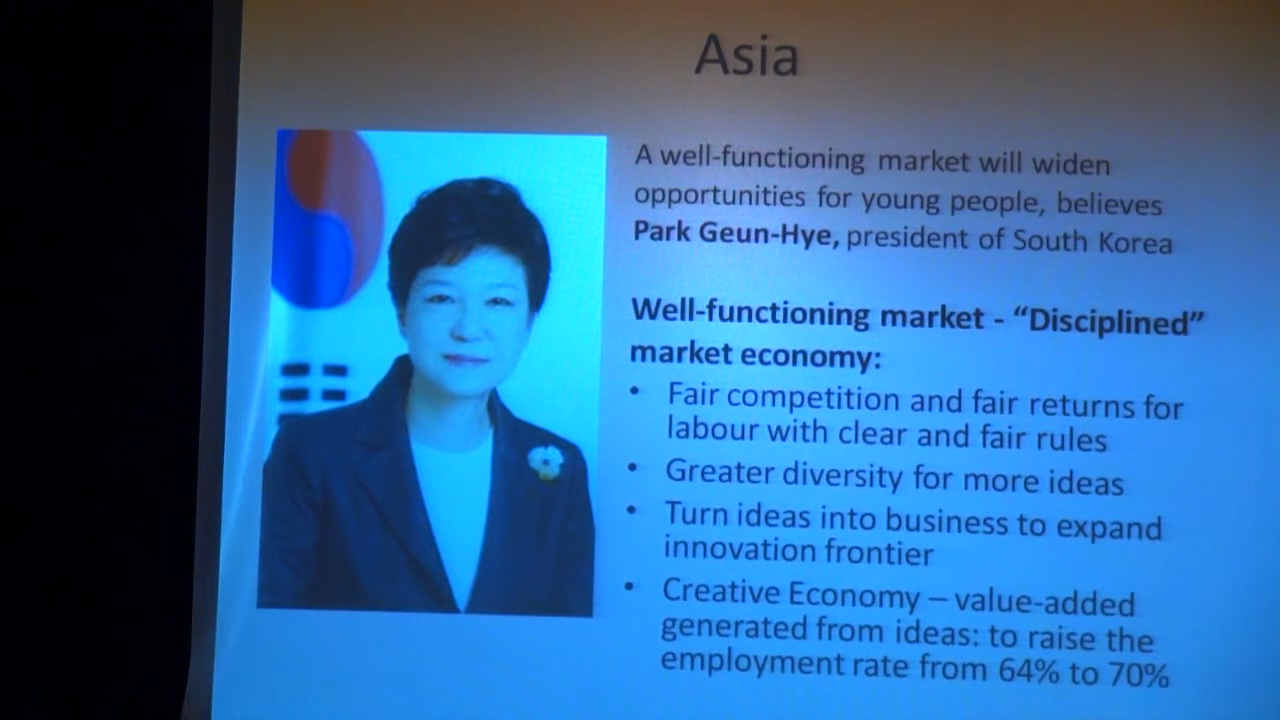 Asia
A well-functioning market will widen
opportunities for young people, believes
Park Geun-Hye, president of South Korea
Well-functioning market - “Disciplined”
market economy:
• Fair competition and fair returns for
labour with clear and fair rules
• Greater diversity for more ideas
• Turn ideas into business to expand
innovation frontier
• Creative Economy – value-added
generated from ideas: to raise the
employment rate from 64% to 70%